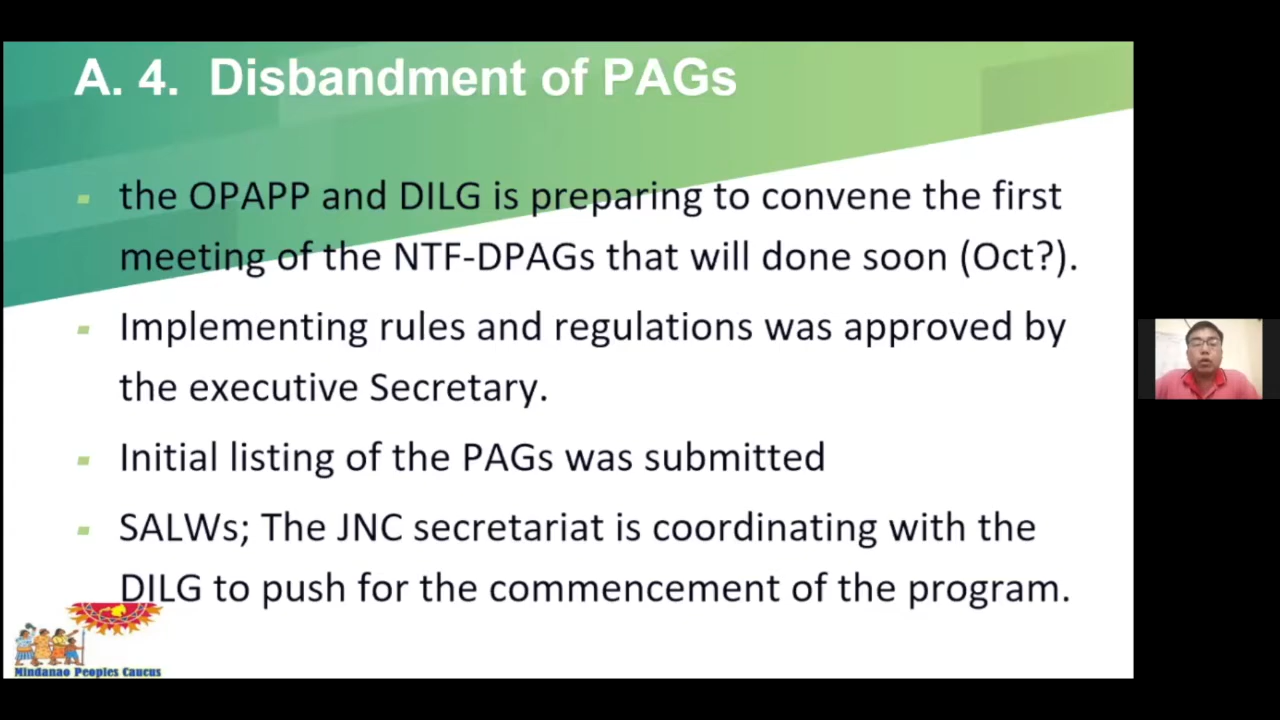 A. 4. Disbandment of PAGs
▪ the OPAPP and DILG is preparing to convene the first
meeting of the NTF-DPAGs that will done soon (Oct?).
▪ Implementing rules and regulations was approved by
the executive Secretary.
▪ Initial listing of the PAGs was submitted
▪ SALWs; The JNC secretariat is coordinating with the
DILG to push for the commencement of the program.
Mindanao Peoples Caucus